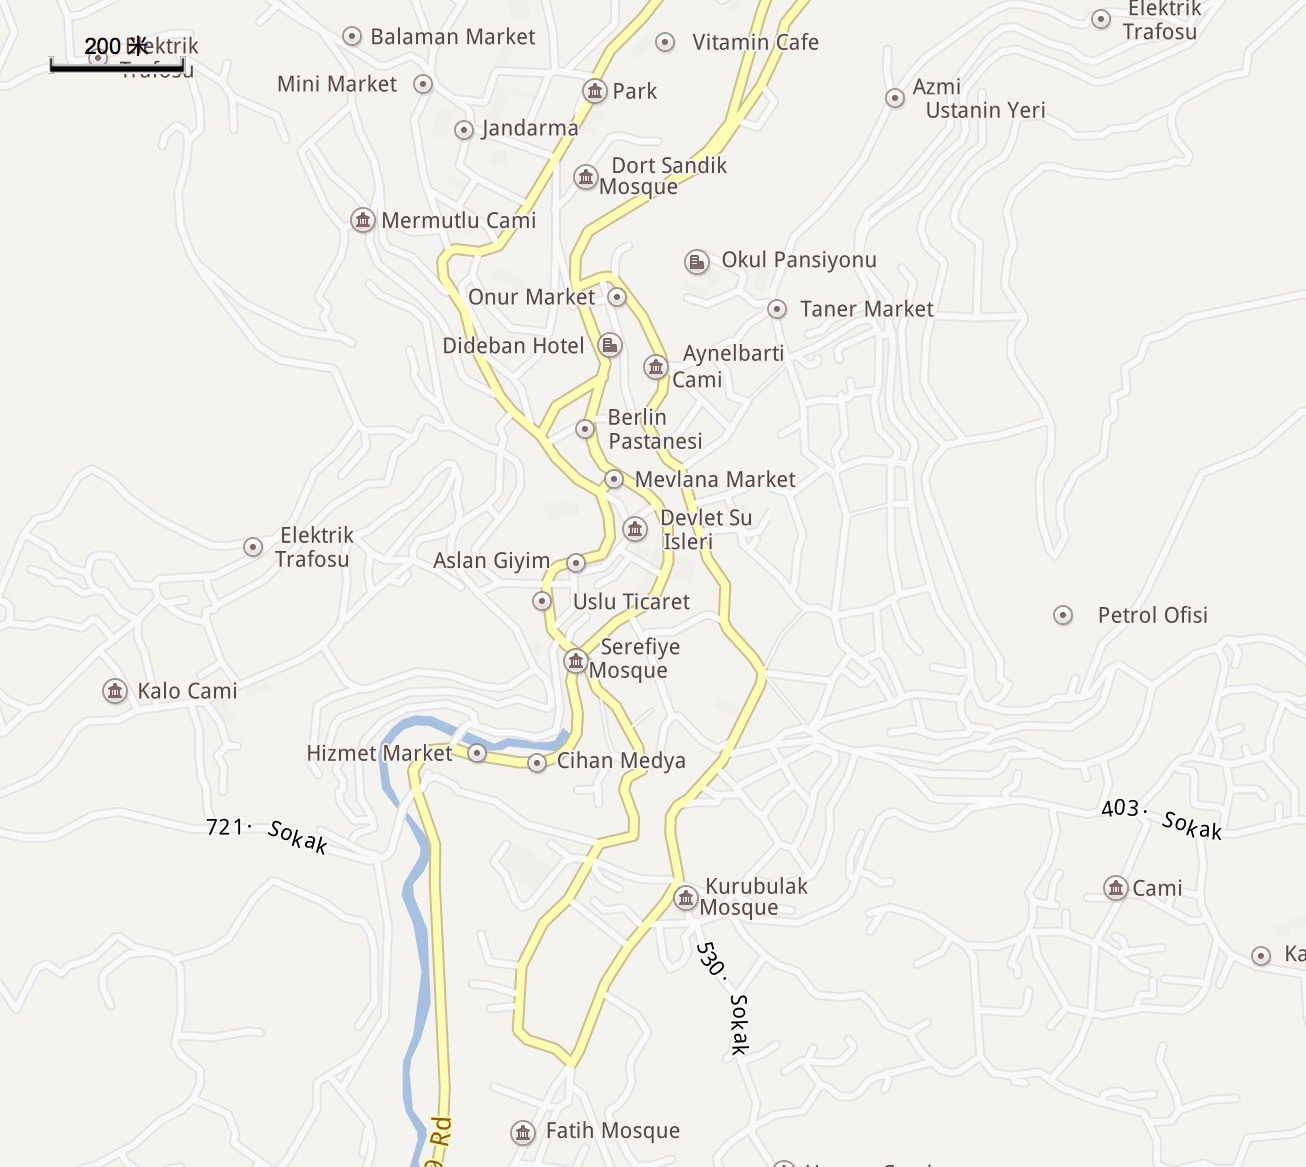 Elektrik
Trafosu
Balaman Market
Vitamin Cafe
200 米
Elektrik
Trafosu
Mini Market
Park
Azmi
Ustanin Yeri
Jandarma
Dort Sandik
Mosque
Mermutlu Cami
Okul Pansiyonu
Onur Market
Taner Market
Dideban Hotel
Aynelbarti
Cami
Berlin
Pastanesi
Mevlana Market
Devlet Su
Isleri
Elektrik
Trafosu
Aslan Giyim
Uslu Ticaret
Petrol Ofisi
Serefiye
Mosque
Kalo Cami
Hizmet Market
Cihan Medya
721. Sokak
403. Sokak
Kurubulak
Mosque
Cami
530. Sokak
Rd
Fatih Mosque